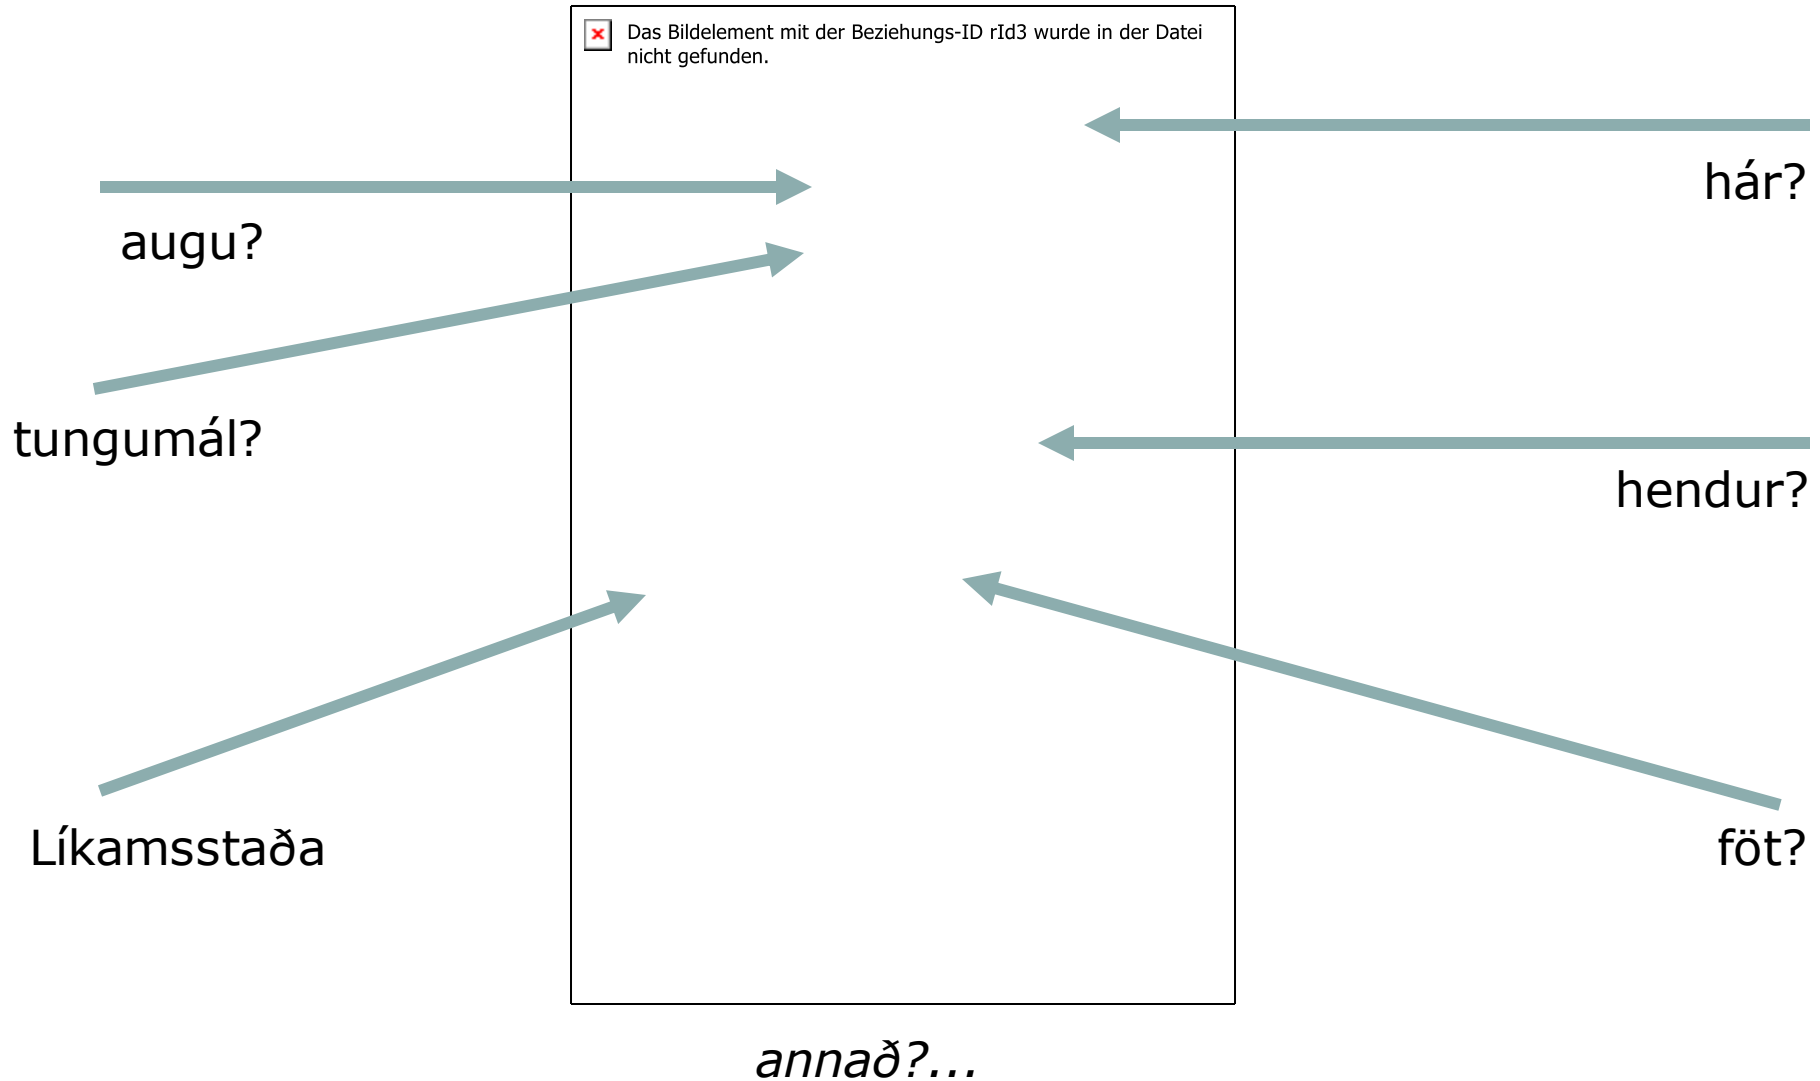 Das Bildelement mit der Beziehungs-ID rId3 wurde in der Datei
nicht gefunden.
hár?
augu?
tungumál?
hendur?
Líkamsstaða
föt?
annað?...